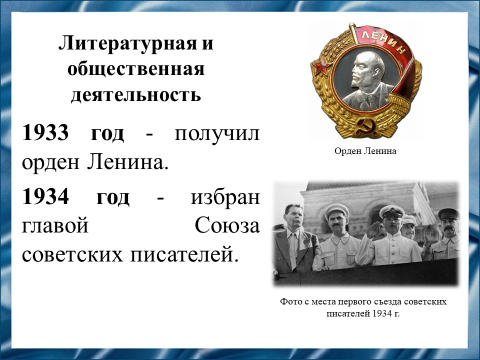 Литературная и
общественная
деятельность
1933 год - получил
орден Ленина.
1934 год - избран
главой Союза
советских писателей.
ЛЕНИН
Орден Ленина
Фото с места первого съезда советских
писателей 1934 г.